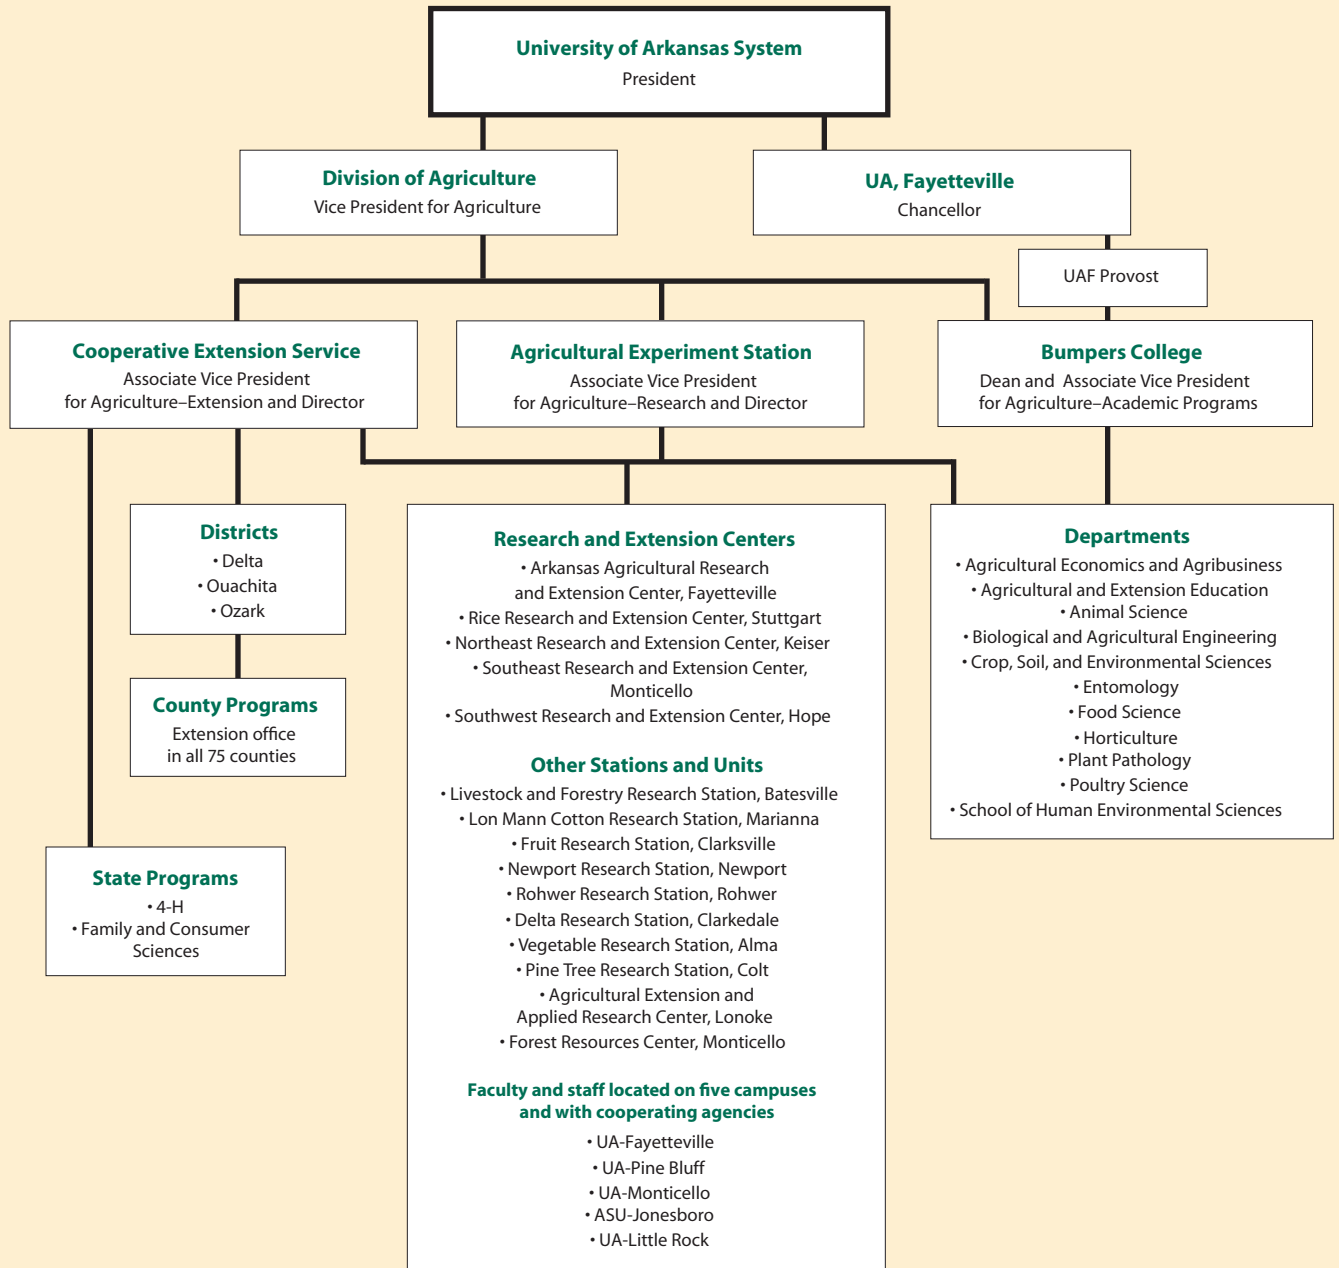 University of Arkansas System
President
Division of Agriculture
Vice President for Agriculture
UA, Fayetteville
Chancellor
UAF Provost
Cooperative Extension Service
Associate Vice President
for Agriculture–Extension and Director
Agricultural Experiment Station
Associate Vice President
for Agriculture–Research and Director
Bumpers College
Dean and Associate Vice President
for Agriculture–Academic Programs
Districts
• Delta
• Ouachita
• Ozark
County Programs
Extension office
in all 75 counties
State Programs
• 4-H
• Family and Consumer
Sciences
Research and Extension Centers
• Arkansas Agricultural Research
and Extension Center, Fayetteville
• Rice Research and Extension Center, Stuttgart
• Northeast Research and Extension Center, Keiser
• Southeast Research and Extension Center,
Monticello
• Southwest Research and Extension Center, Hope
Other Stations and Units
• Livestock and Forestry Research Station, Batesville
• Lon Mann Cotton Research Station, Marianna
• Fruit Research Station, Clarksville
• Newport Research Station, Newport
• Rohwer Research Station, Rohwer
• Delta Research Station, Clarkedale
• Vegetable Research Station, Alma
• Pine Tree Research Station, Colt
• Agricultural Extension and
Applied Research Center, Lonoke
• Forest Resources Center, Monticello
Faculty and staff located on five campuses
and with cooperating agencies
• UA-Fayetteville
• UA-Pine Bluff
• UA-Monticello
• ASU-Jonesboro
• UA-Little Rock
Departments
• Agricultural Economics and Agribusiness
• Agricultural and Extension Education
• Animal Science
• Biological and Agricultural Engineering
• Crop, Soil, and Environmental Sciences
• Entomology
• Food Science
• Horticulture
• Plant Pathology
• Poultry Science
• School of Human Environmental Sciences